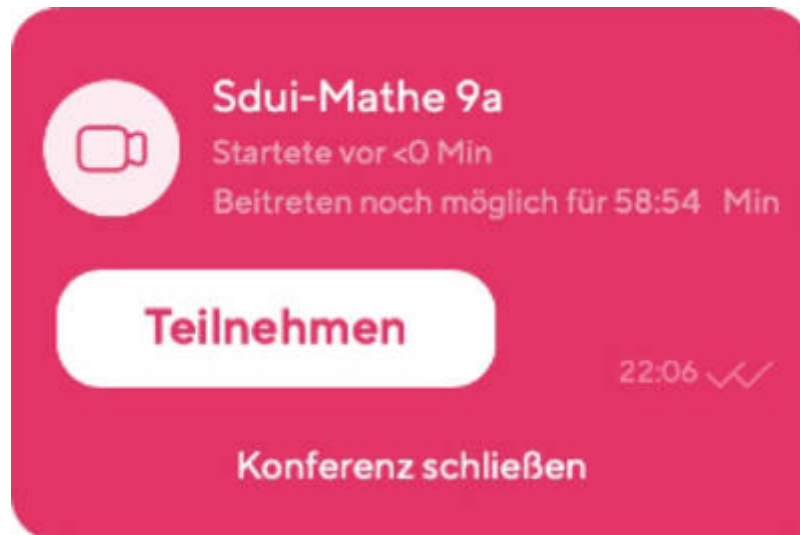 Sdui-Mathe 9a
Startete vor <0 Min
Beitreten noch möglich für 58:54 Min
Teilnehmen
22:06
Konferenz schließen